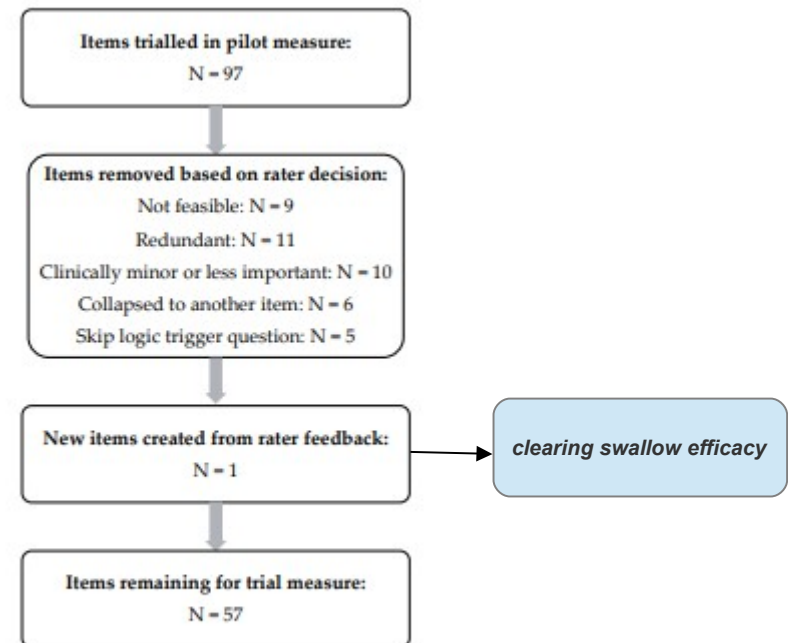 Items trialled in pilot measure:
N = 97
Items removed based on rater decision:
Not feasible: N = 9
Redundant: N = 11
Clinically minor or less important: N = 10
Collapsed to another item: N = 6
Skip logic trigger question: N = 5
New items created from rater feedback:
N = 1
clearing swallow efficacy
Items remaining for trial measure:
N = 57